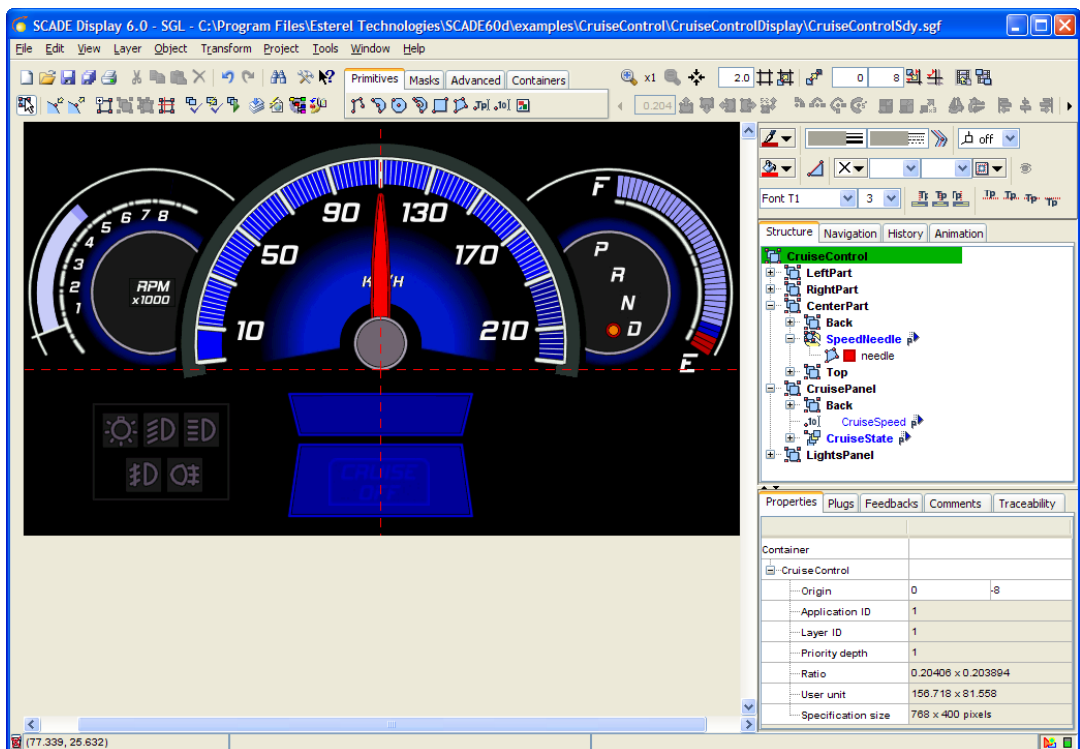 SCADE Display 6.0 - SGL - C:\Program Files\Esterel Technologies\SCADE60d\examples\CruiseControl\CruiseControlDisplay\CruiseControlSdy.sgf
File Edit View Layer Object Transform Project Tools Window Help
Primitives Masks Advanced Containers
x1 2.0 0 8
0.204
off
Font T1 3
Structure Navigation History Animation
CruiseControl
LeftPart
RightPart
CenterPart
Back
SpeedNeedle
needle
Top
CruisePanel
Back
CruiseSpeed
CruiseState
LightsPanel
1 2 3 4 5 6 7 8
RPM
x1000
10 50 90 130 170 210
KM/H
F
P
R
N
D
E
CRUISE
Properties Plugs Feedbacks Comments Traceability
Container
CruiseControl
Origin 0 -8
Application ID 1
Layer ID 1
Priority depth 1
Ratio 0.20406 x 0.203894
User unit 156.718 x 81.558
Specification size 768 x 400 pixels
(77.339, 25.632)